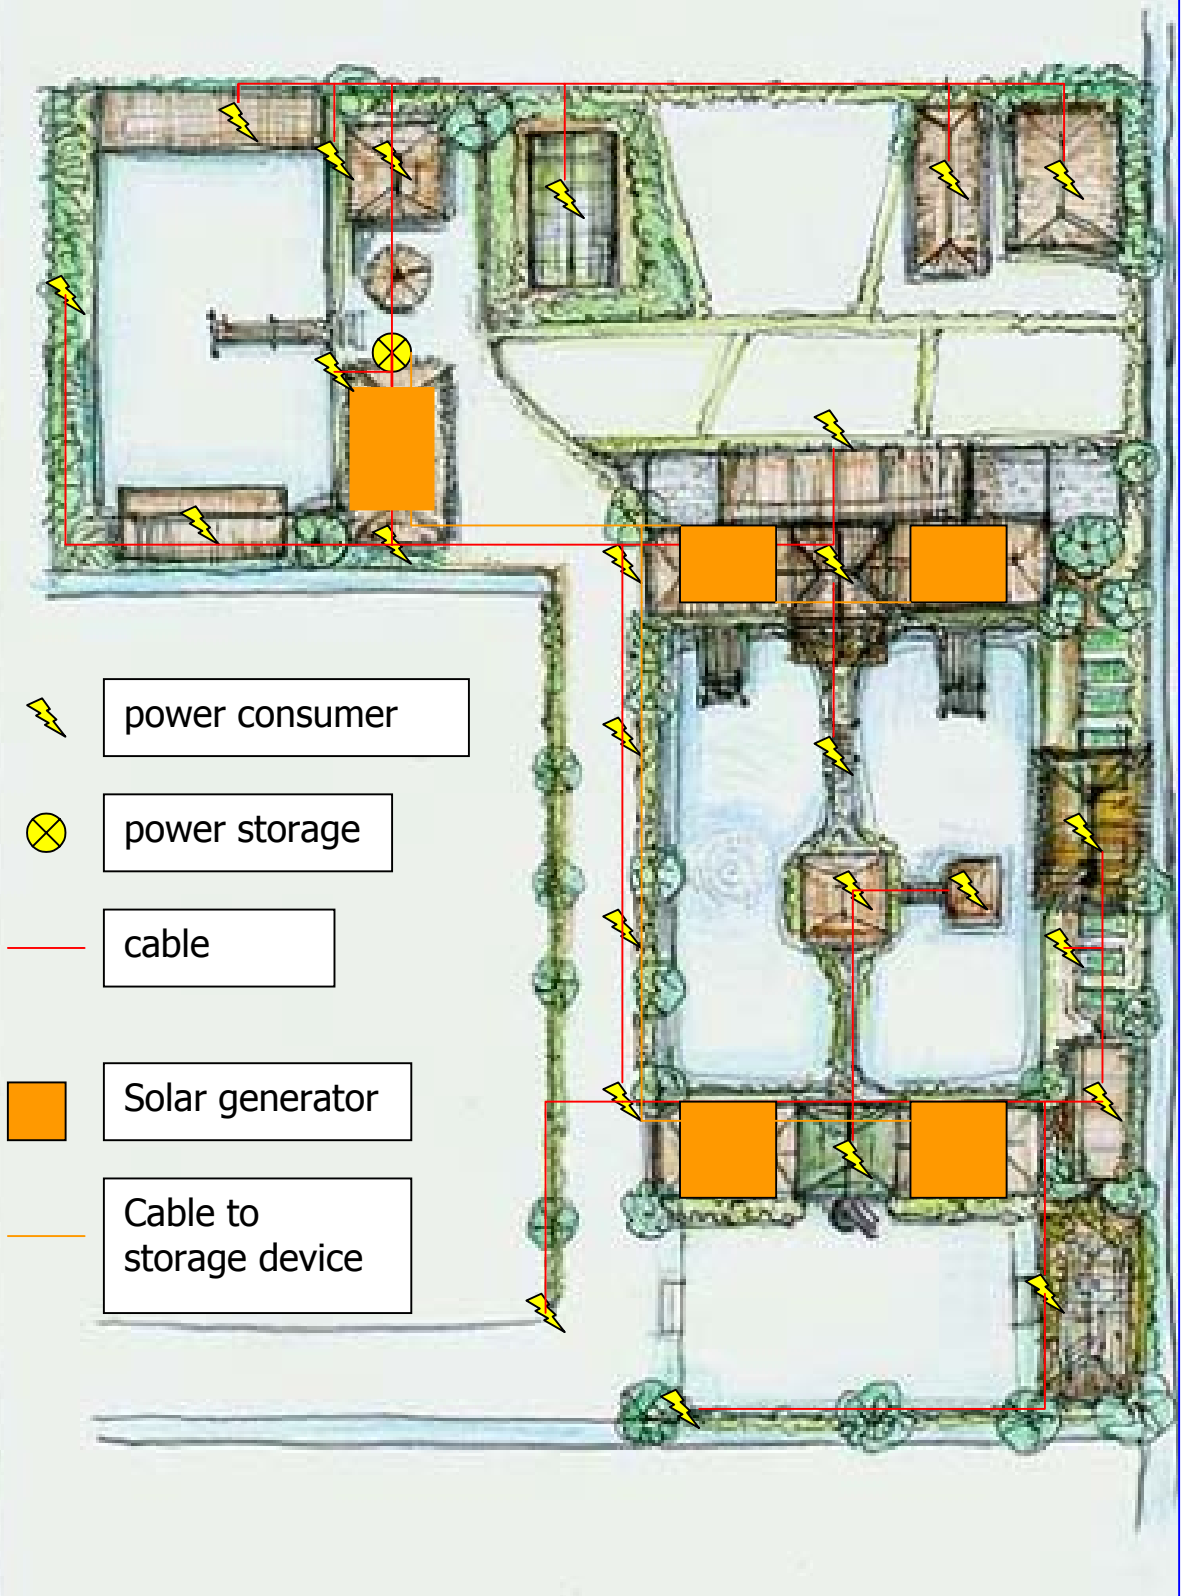 power consumer
power storage
cable
Solar generator
Cable to
storage device